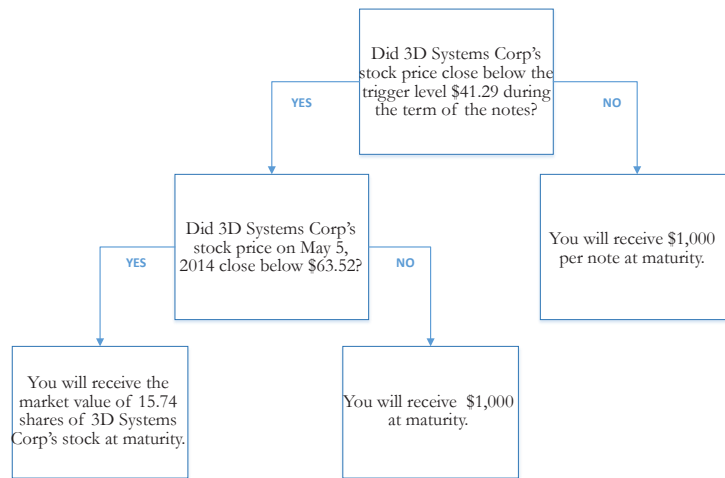 Did 3D Systems Corp's
stock price close below the
trigger level $41.29 during
the term of the notes?
YES
NO
Did 3D Systems Corp's
stock price on May 5,
2014 close below $63.52?
You will receive $1,000
per note at maturity.
YES
NO
You will receive the
market value of 15.74
shares of 3D Systems
Corp's stock at maturity.
You will receive $1,000
at maturity.